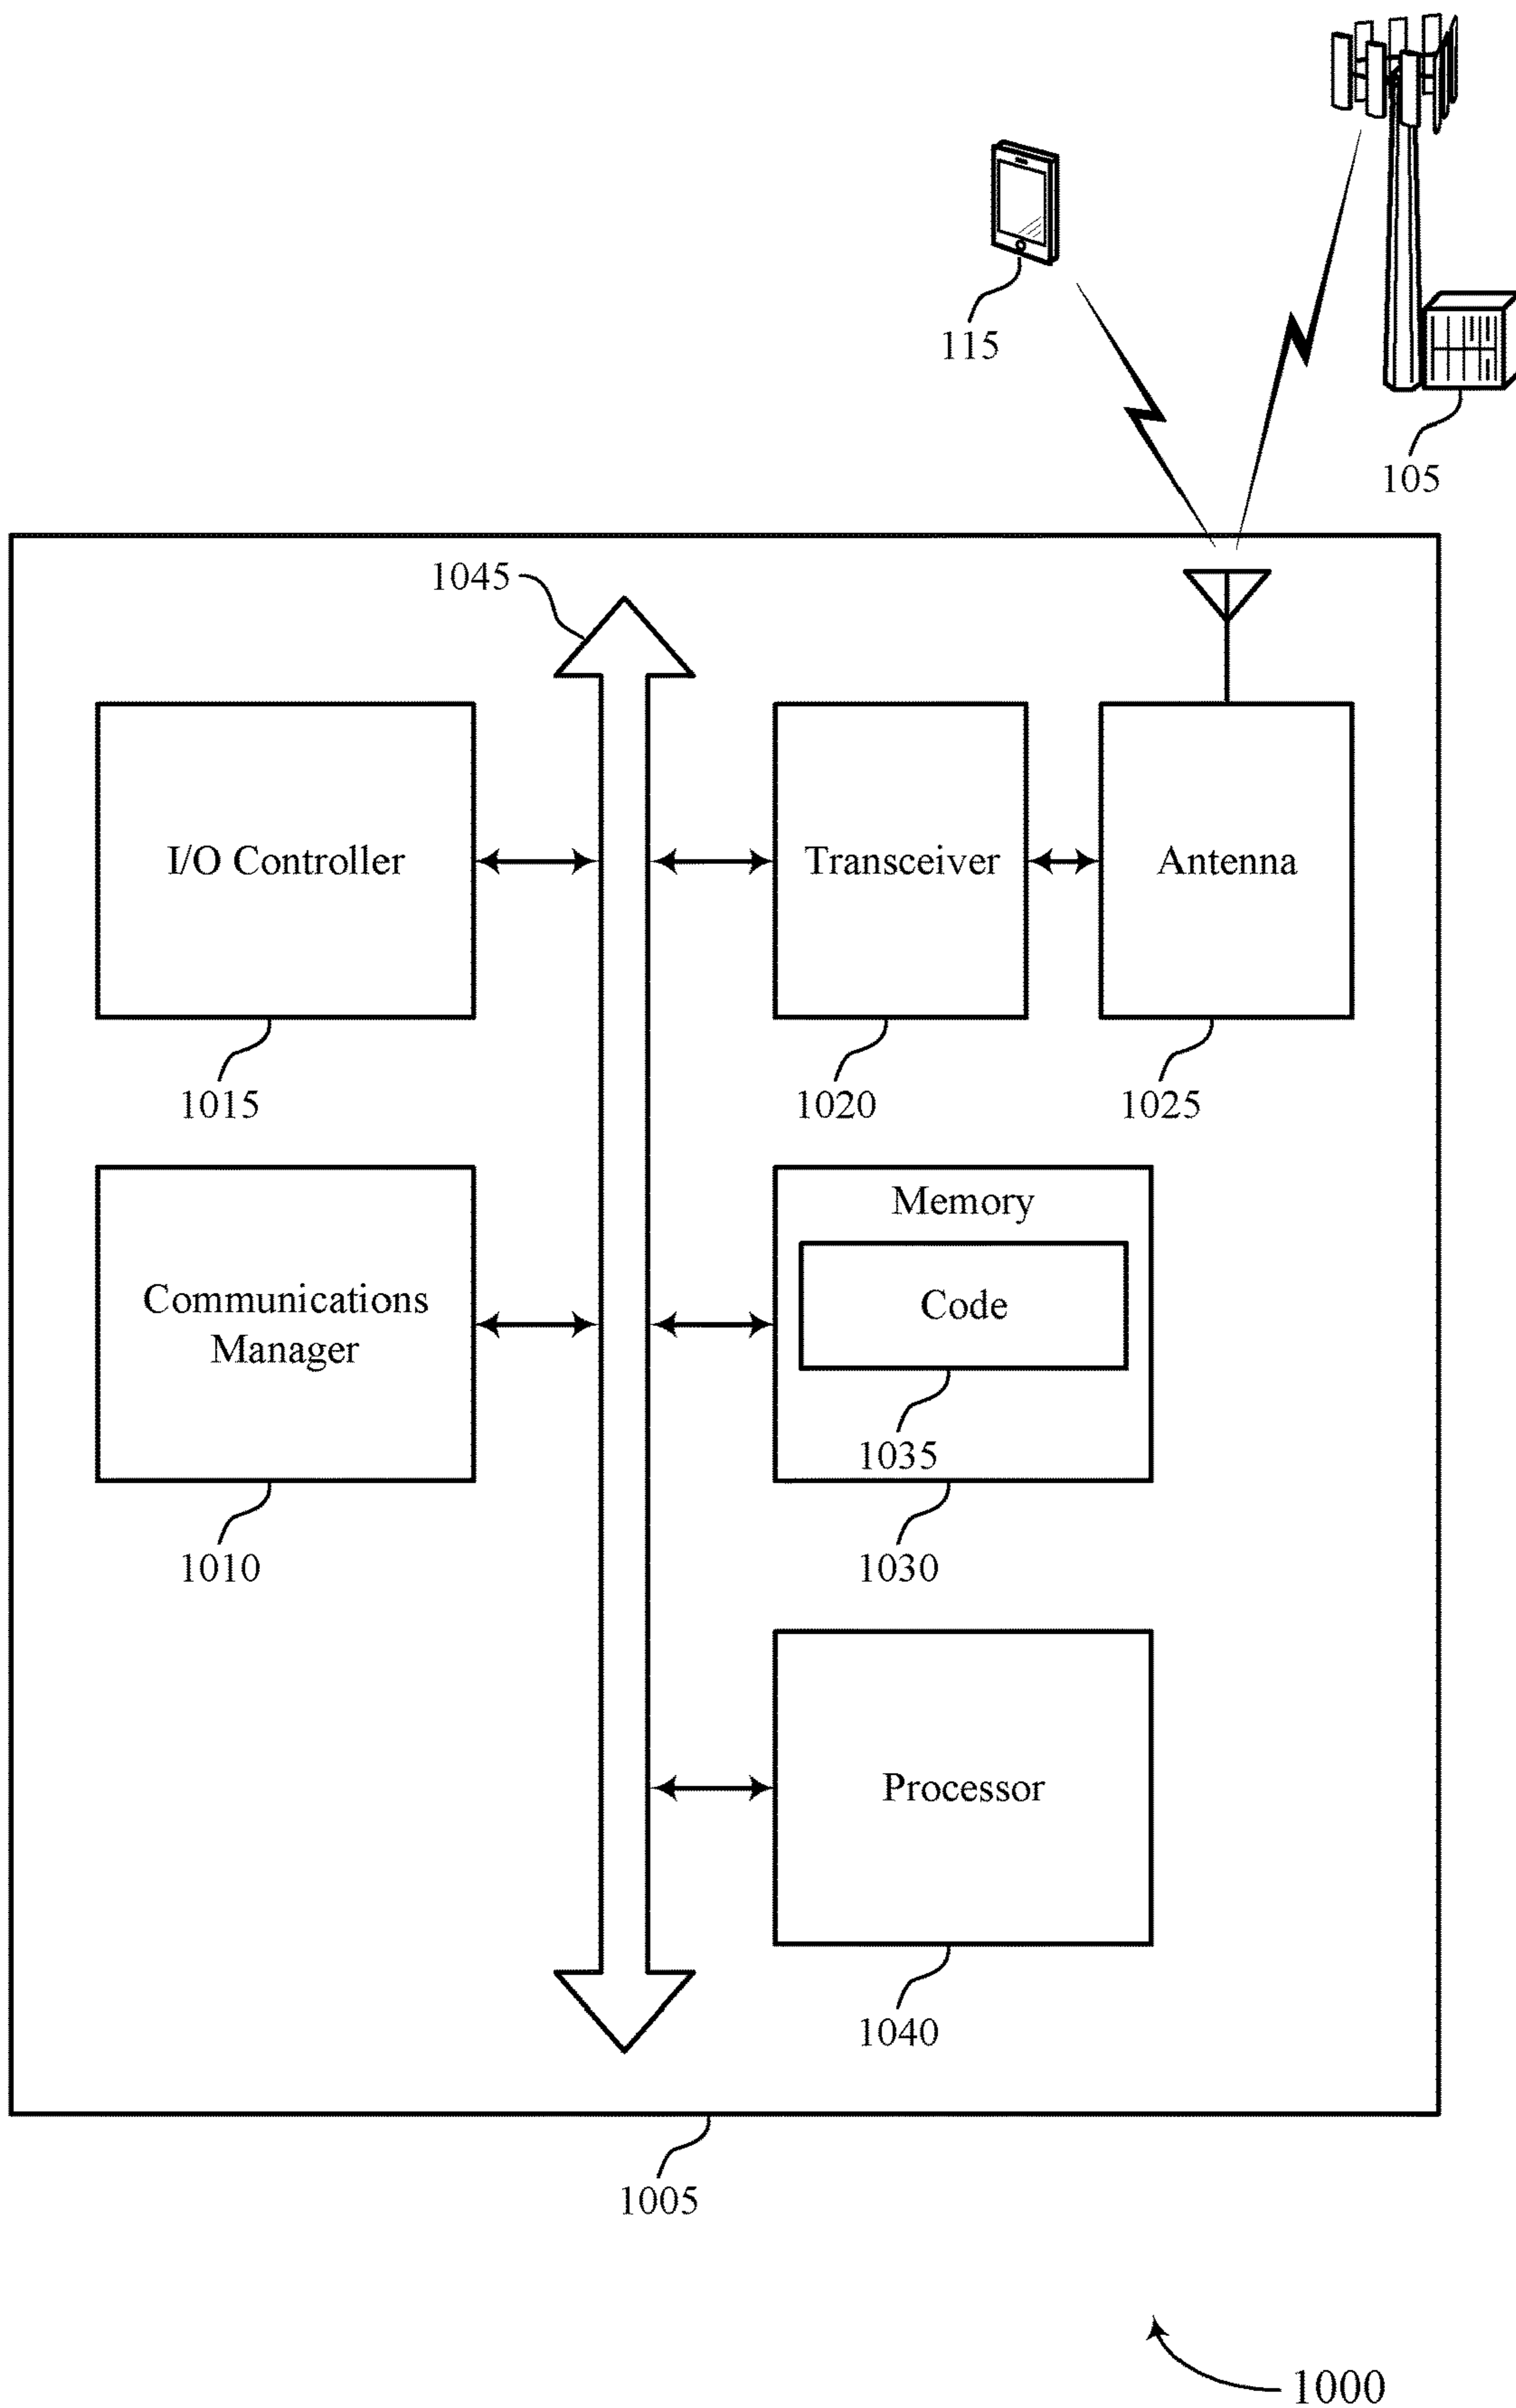 115
105
1045
I/O Controller
Transceiver
Antenna
1015
1020
1025
Communications
Manager
Memory
Code
1035
1010
1030
Processor
1040
1005
1000